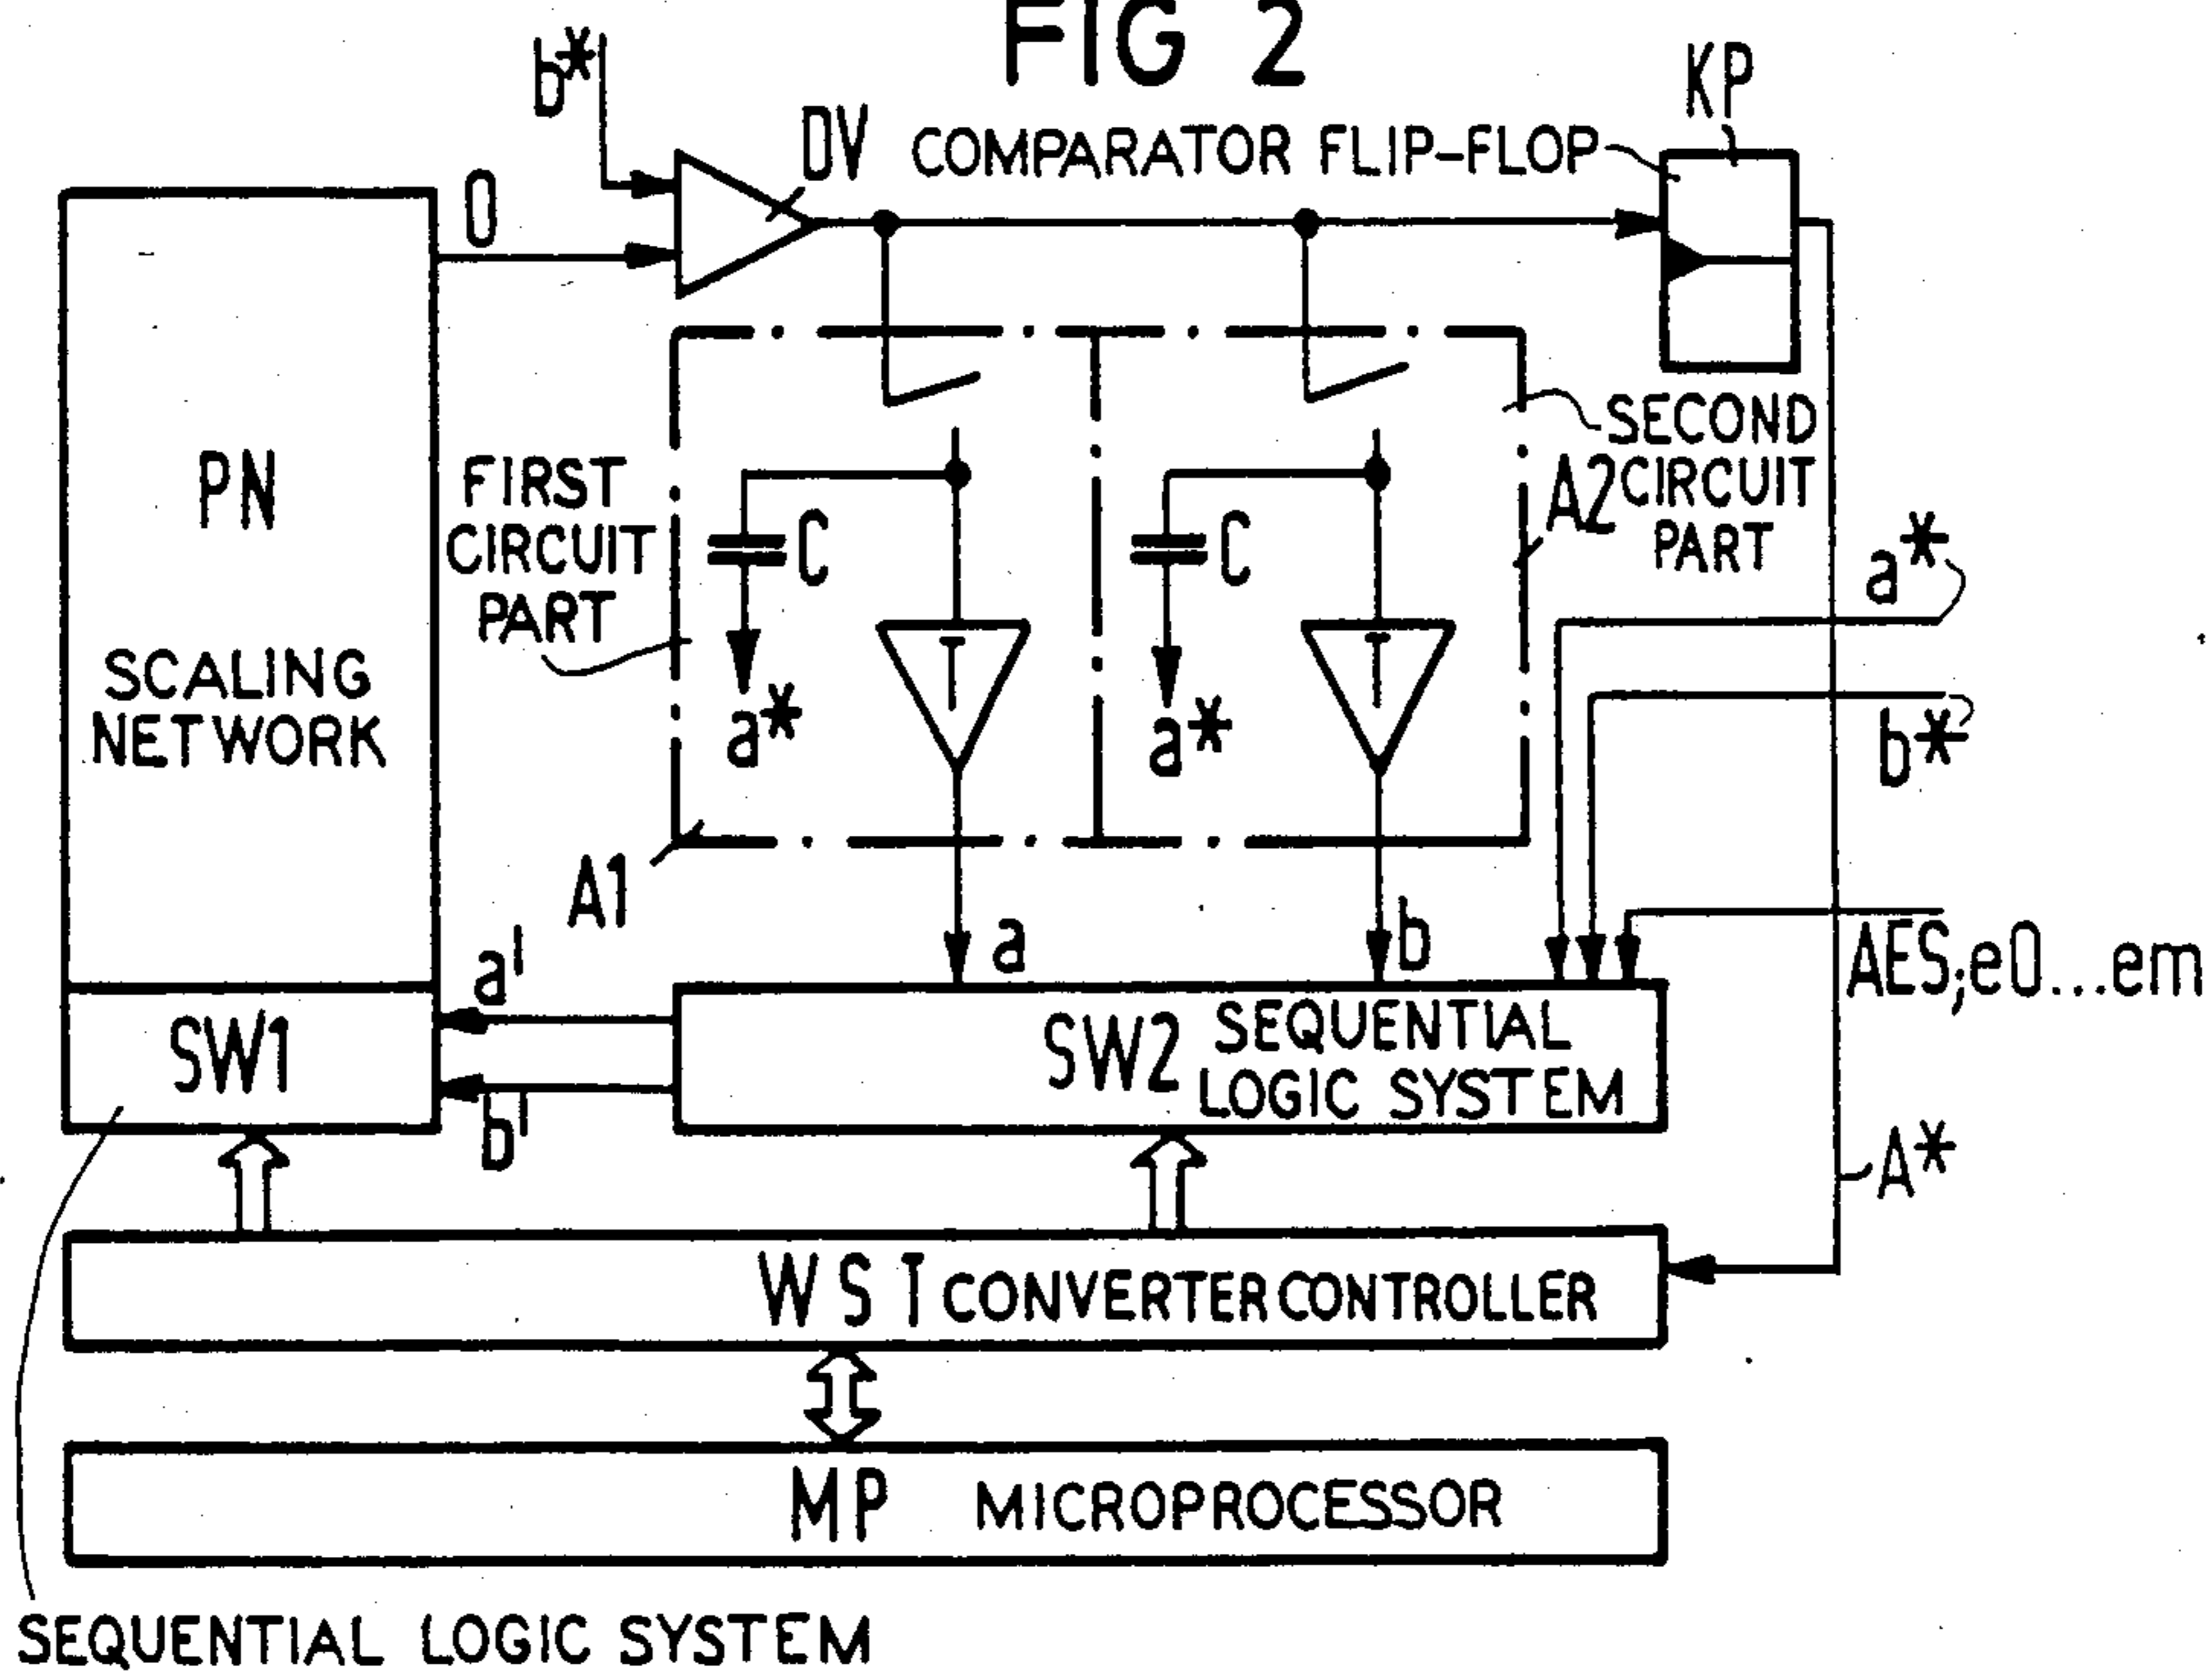 FIG 2
b*
DV
COMPARATOR FLIP-FLOP
KP
O
PN
SCALING
NETWORK
FIRST
CIRCUIT
PART
C
a*
T
C
a*
T
SECOND
CIRCUIT
PART
A2
a*
b*
A1
a
b
AES;e0...em
a'
b'
SW1
SW2
SEQUENTIAL
LOGIC SYSTEM
A*
WST CONVERTER CONTROLLER
MP MICROPROCESSOR
SEQUENTIAL LOGIC SYSTEM